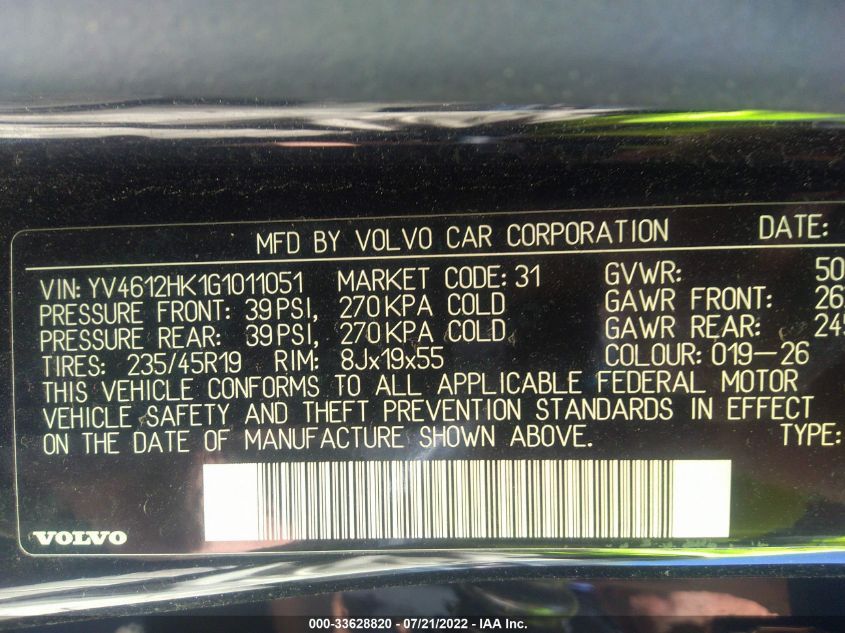 MFD BY VOLVO CAR CORPORATION DATE:
VIN: YV4612HK1G1011051 MARKET CODE: 31 GVWR: 50
PRESSURE FRONT: 39 PSI, 270 KPA COLD GAWR FRONT: 26
PRESSURE REAR: 39 PSI, 270 KPA COLD GAWR REAR: 245
TIRES: 235/45R19 RIM: 8Jx19x55 COLOUR: 019-26
THIS VEHICLE CONFORMS TO ALL APPLICABLE FEDERAL MOTOR
VEHICLE SAFETY AND THEFT PREVENTION STANDARDS IN EFFECT
ON THE DATE OF MANUFACTURE SHOWN ABOVE. TYPE:
VOLVO
000-33628820 - 07/21/2022 - IAA Inc.